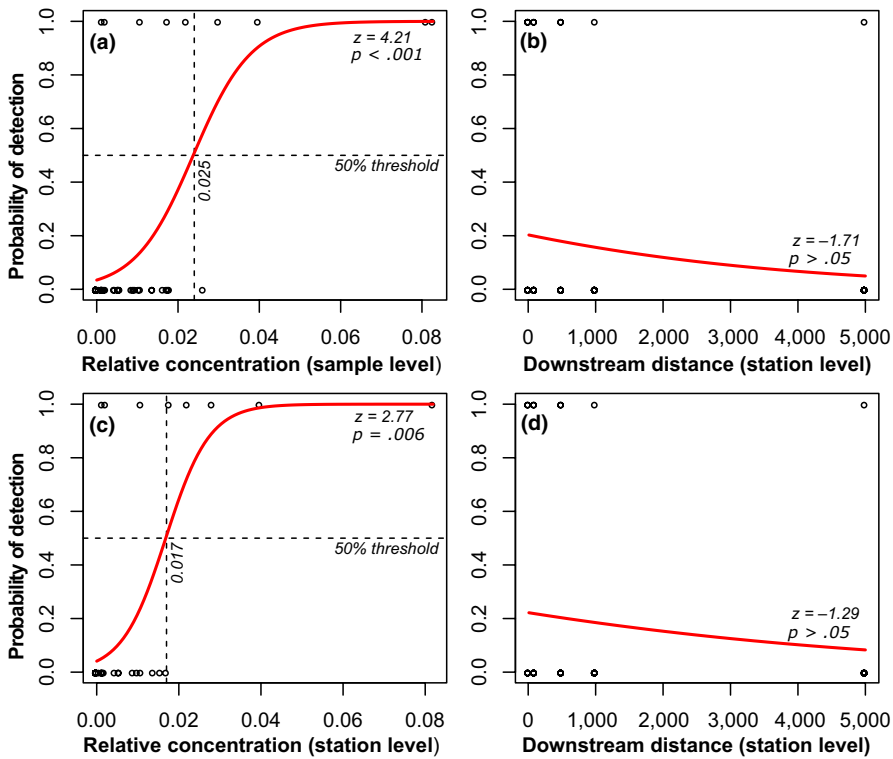 (a)
z = 4.21
p < .001
50% threshold
0.025
Probability of detection
1.0
0.8
0.6
0.4
0.2
0.0
0.00 0.02 0.04 0.06 0.08
Relative concentration (sample level)
(b)
z = −1.71
p > .05
1.0
0.8
0.6
0.4
0.2
0.0
0 1,000 2,000 3,000 4,000 5,000
Downstream distance (station level)
(c)
z = 2.77
p = .006
50% threshold
0.017
Probability of detection
1.0
0.8
0.6
0.4
0.2
0.0
0.00 0.02 0.04 0.06 0.08
Relative concentration (station level)
(d)
z = −1.29
p > .05
1.0
0.8
0.6
0.4
0.2
0.0
0 1,000 2,000 3,000 4,000 5,000
Downstream distance (station level)